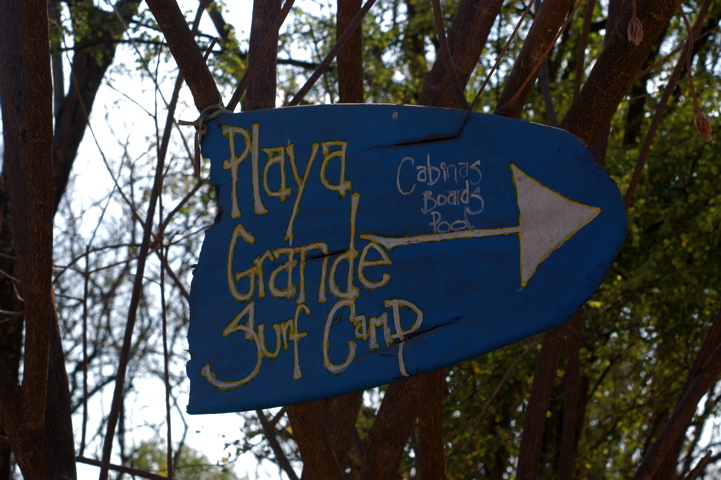 Playa
Grande
Surf Camp
Cabinas
Boards
Pool